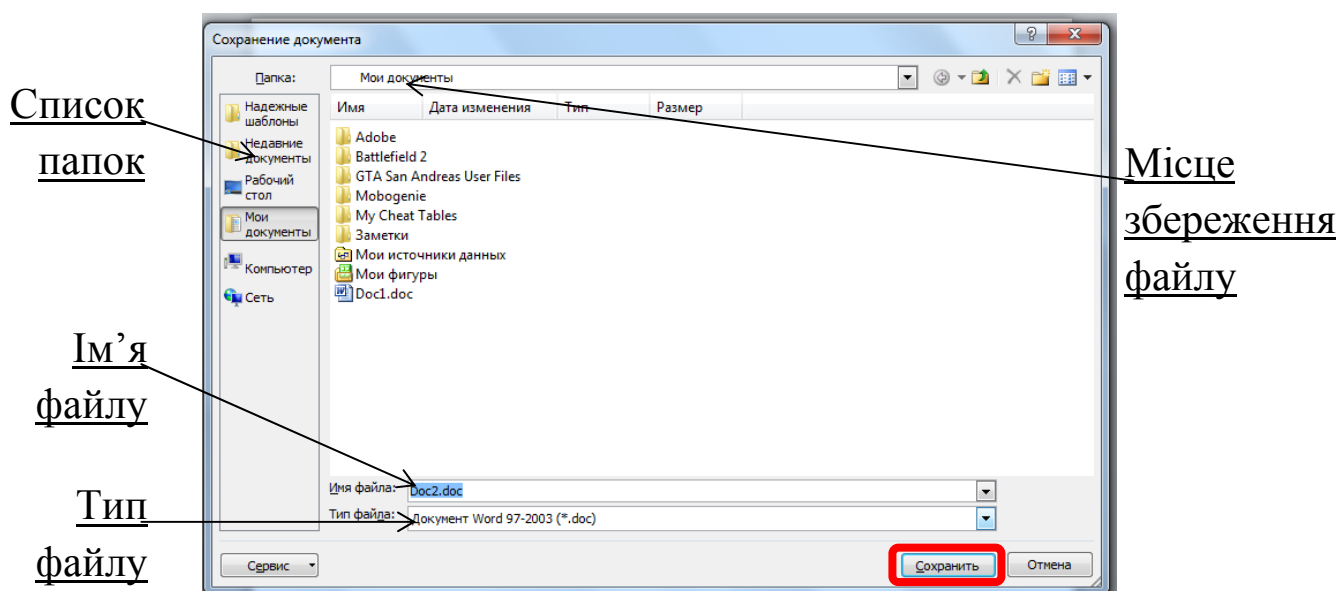 Сохранение документа
Папка:
Мои документы
Список
папок
Надежные
шаблоны
Недавние
документы
Рабочий
стол
Мои
документы
Компьютер
Сеть
Имя Дата изменения Тип Размер
Adobe
Battlefield 2
GTA San Andreas User Files
Mobogenie
My Cheat Tables
Заметки
Мои источники данных
Мои фигуры
Doc1.doc
Місце
збереження
файлу
Ім’я
файлу
Имя файла: Doc2.doc
Тип
файлу
Тип файла: Документ Word 97-2003 (*.doc)
Сервис
Сохранить
Отмена